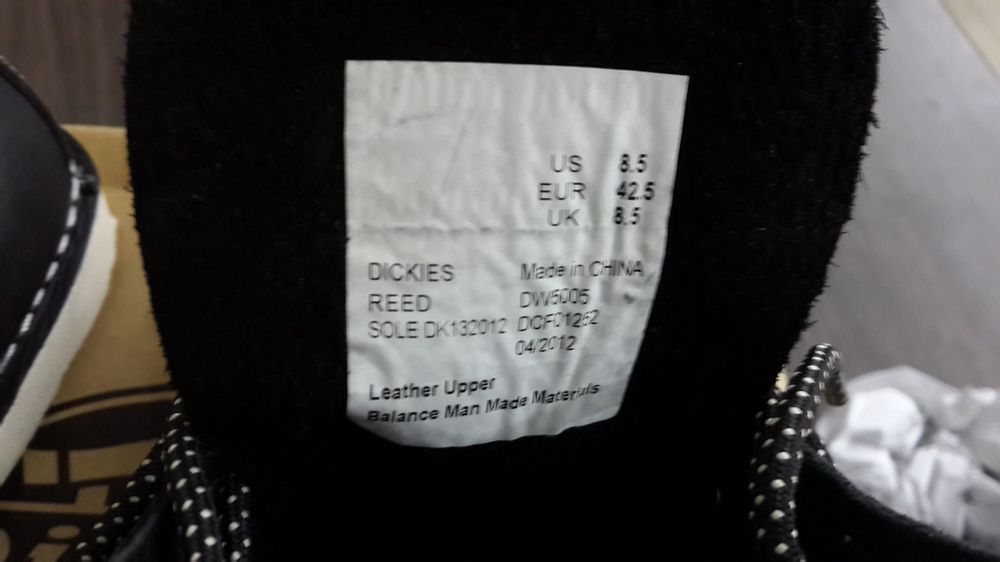 US 8.5
EUR 42.5
UK 8.5
DICKIES Made in CHINA
REED DW5005
SOLE DK132012 DCF01252
04/2012
Leather Upper
Balance Man Made Materials